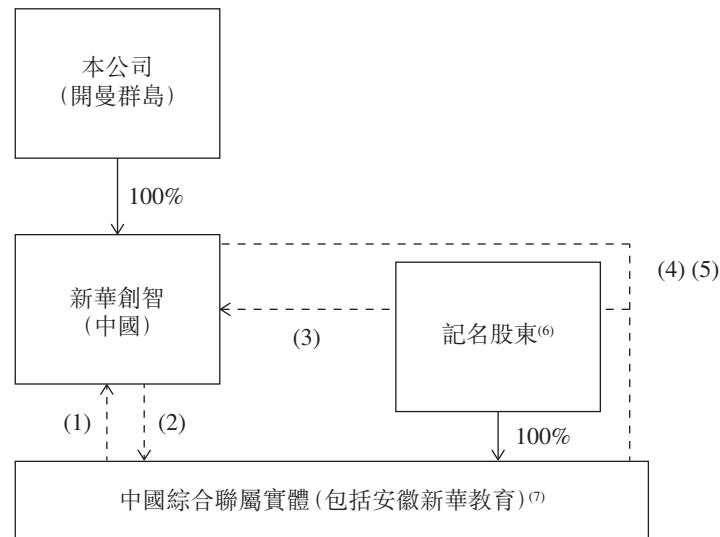 本公司
（開曼群島）
100%
新華創智
（中國）
(4) (5)
(3)
記名股東(6)
(1)
(2)
100%
中國綜合聯屬實體（包括安徽新華教育）(7)